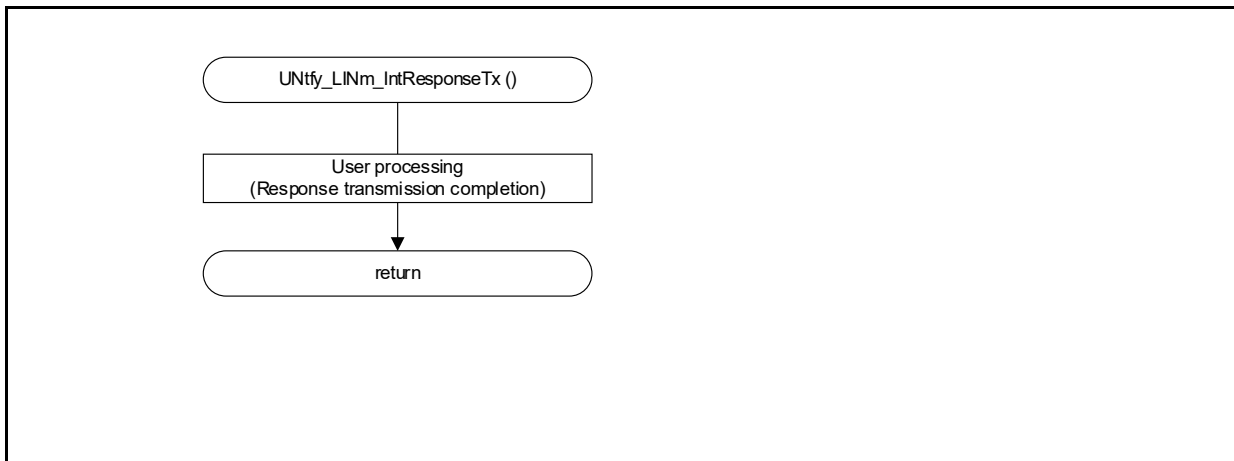 UNtfy_LINm_IntResponseTx ()
User processing
(Response transmission completion)
return